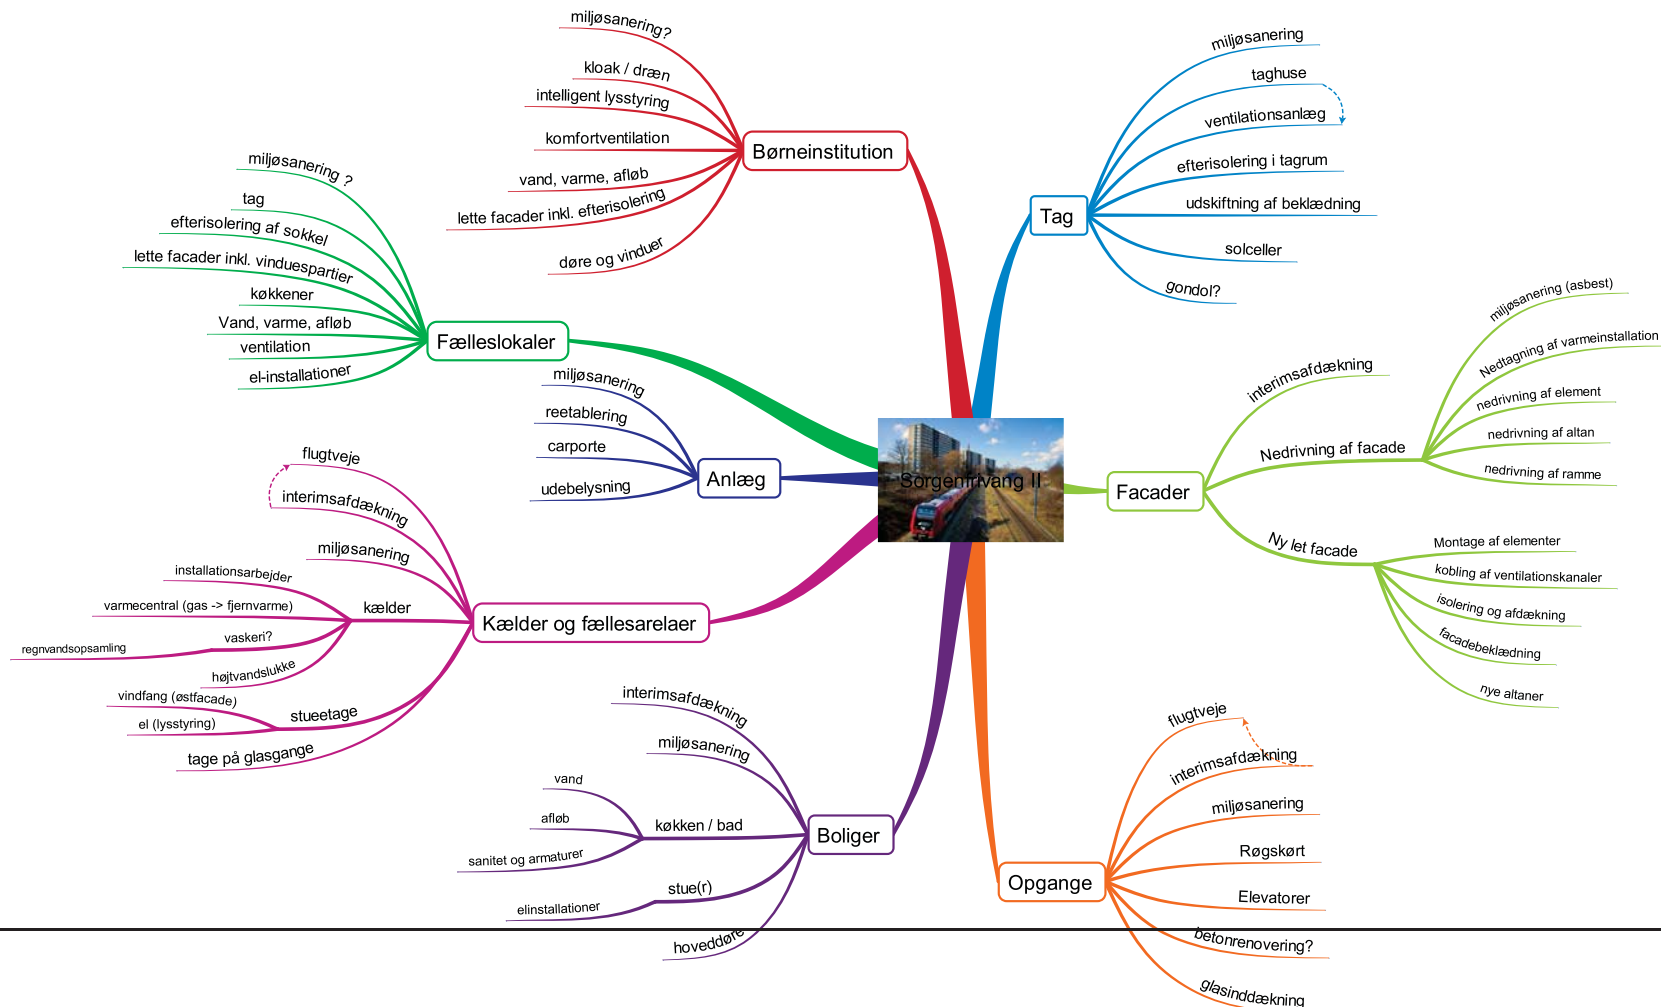 Sorgenfrivang II
Børneinstitution
miljøsanering?
kloak / dræn
intelligent lysstyring
komfortventilation
vand, varme, afløb
lette facader inkl. efterisolering
døre og vinduer
Tag
miljøsanering
taghuse
ventilationsanlæg
efterisolering i tagrum
udskiftning af beklædning
solceller
gondol?
Fælleslokaler
miljøsanering ?
tag
efterisolering af sokkel
lette facader inkl. vinduespartier
køkkener
Vand, varme, afløb
ventilation
el-installationer
Anlæg
miljøsanering
reetablering
carporte
udebelysning
Facader
interimsafdækning
Nedrivning af facade
miljøsanering (asbest)
Nedtagning af varmeinstallation
nedrivning af element
nedrivning af altan
nedrivning af ramme
Ny let facade
Montage af elementer
kobling af ventilationskanaler
isolering og afdækning
facadebeklædning
nye altaner
Kælder og fællesarelaer
flugtveje
interimsafdækning
miljøsanering
kælder
installationsarbejder
varmecentral (gas -> fjernvarme)
vaskeri?
regnvandsopsamling
højtvandslukke
stueetage
vindfang (østfacade)
el (lysstyring)
tage på glasgange
Boliger
interimsafdækning
miljøsanering
køkken / bad
vand
afløb
sanitet og armaturer
stue(r)
elinstallationer
hoveddøre
Opgange
flugtveje
interimsafdækning
miljøsanering
Røgskørt
Elevatorer
betonrenovering?
glasinddækning